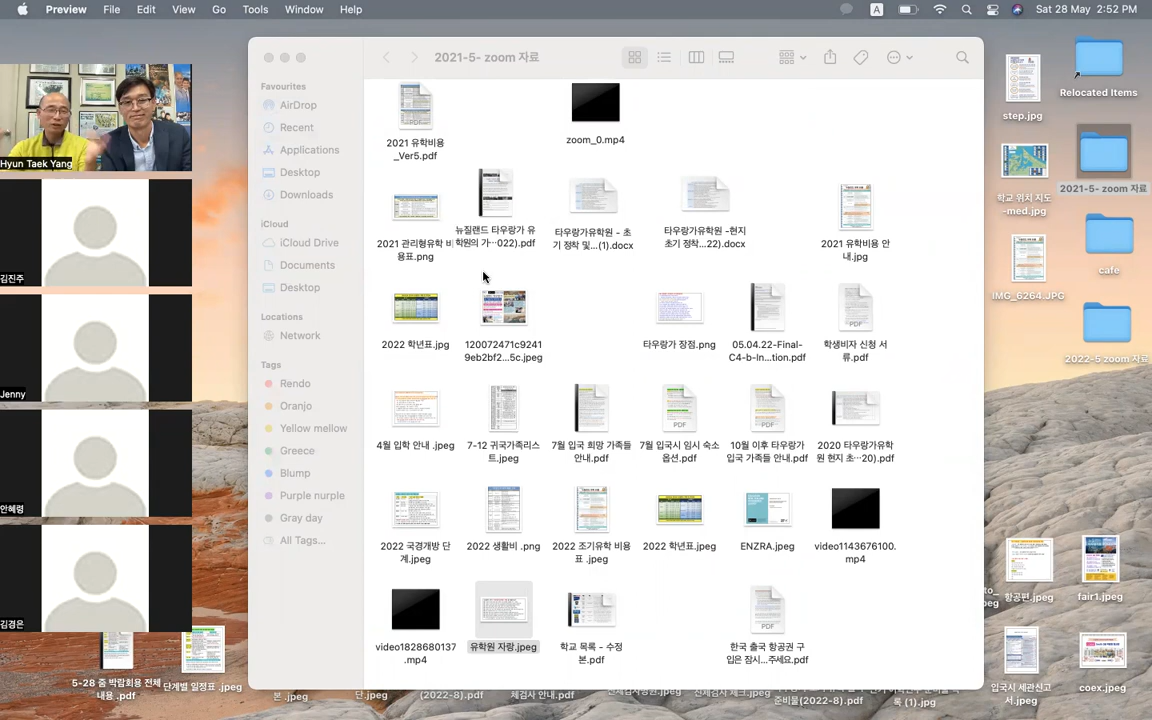 Preview File Edit View Go Tools Window Help
A
Sat 28 May 2:52 PM
2021-5- zoom 자료
Favourites
AirDrop
Recent
Applications
Desktop
Downloads
iCloud
iCloud Drive
Documents
Desktop
Locations
Network
Tags
Rendo
Oranjo
Yellow mellow
Greece
Blump
Purple nurple
Gray day
All Tags...
2021 유학비용
_Ver5.pdf
zoom_0.mp4
2021 관리형유학 비
용표.png
뉴질랜드 타우랑가 유
학원의 가···022).pdf
타우랑가유학원 - 초
기 정착 및...(1).docx
타우랑가유학원 -현지
초기 정착...22).docx
2021 유학비용 안
내.jpg
2022 학년표.jpg
120072471c9241
9eb2bf2...5c.jpeg
타우랑가 장점.png
05.04.22-Final-
C4-b-In...tion.pdf
학생비자 신청 서
류.pdf
4월 입학 안내 .jpeg
7-12 귀국가족리스
트.jpeg
7월 입국 희망 가족들
안내.pdf
7월 입국시 임시 숙소
옵션.pdf
10월 이후 타우랑가
입국 가족들 안내.pdf
2020 타우랑가유학
원 현지 초···20).pdf
2022 국경개방 단
계.jpeg
2022 생활비 .png
2022 조기유학 비용
표 .jpeg
2022 학년표.jpeg
ENZRA.jpeg
video1143676100.
mp4
video1828680137
.mp4
유학원 자랑.jpeg
학교 목록 - 수정
본.pdf
한국 출국 항공권 구
입은 잠시...주세요.pdf
Hyun Taek Yang
김진주
Jenny
안혜령
김경은
step.jpg
Relocated Items
학교 위치 지도
-med.jpg
2021-5- zoom 자료
IMG_6264.JPG
cafe
2022-5 zoom 자료
항공편.jpeg
fair1.jpeg
입국시 세관신고
서.jpeg
coex.jpeg
5-28 줌 박람회용 전체
내용 .pdf
단계별 일정표 .jpeg
본 .jpeg
단.jpeg
(2022-8).pdf
체검사 안내.pdf
준비물(2022-8).pdf
록 (1).jpg
PDF
PDF
PDF
PDF
PDF